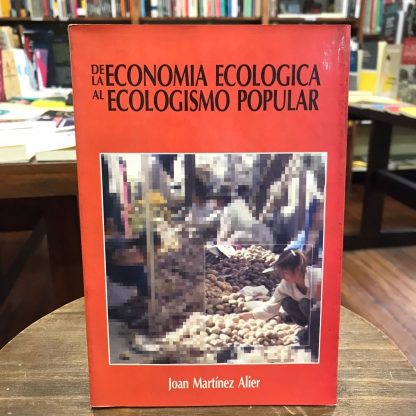 DE LA ECONOMIA ECOLOGICA
AL ECOLOGISMO POPULAR
Joan Martínez Alier